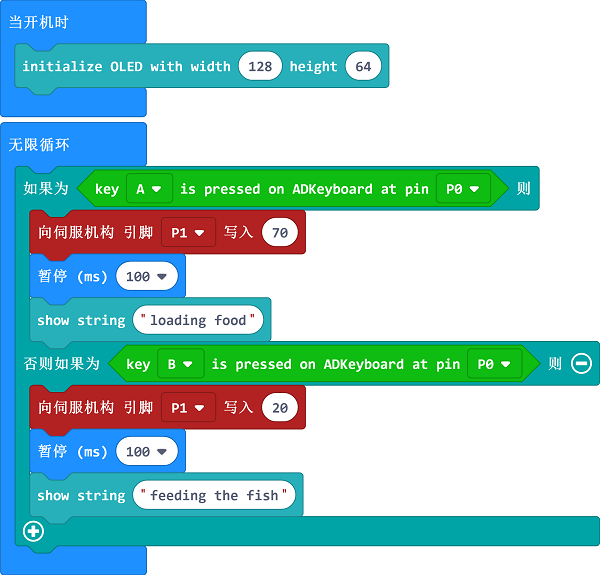 当开机时
initialize OLED with width 128 height 64
无限循环
如果为 key A is pressed on ADKeyboard at pin P0 则
向伺服机构 引脚 P1 写入 70
暂停 (ms) 100
show string "loading food"
否则如果为 key B is pressed on ADKeyboard at pin P0 则
向伺服机构 引脚 P1 写入 20
暂停 (ms) 100
show string "feeding the fish"